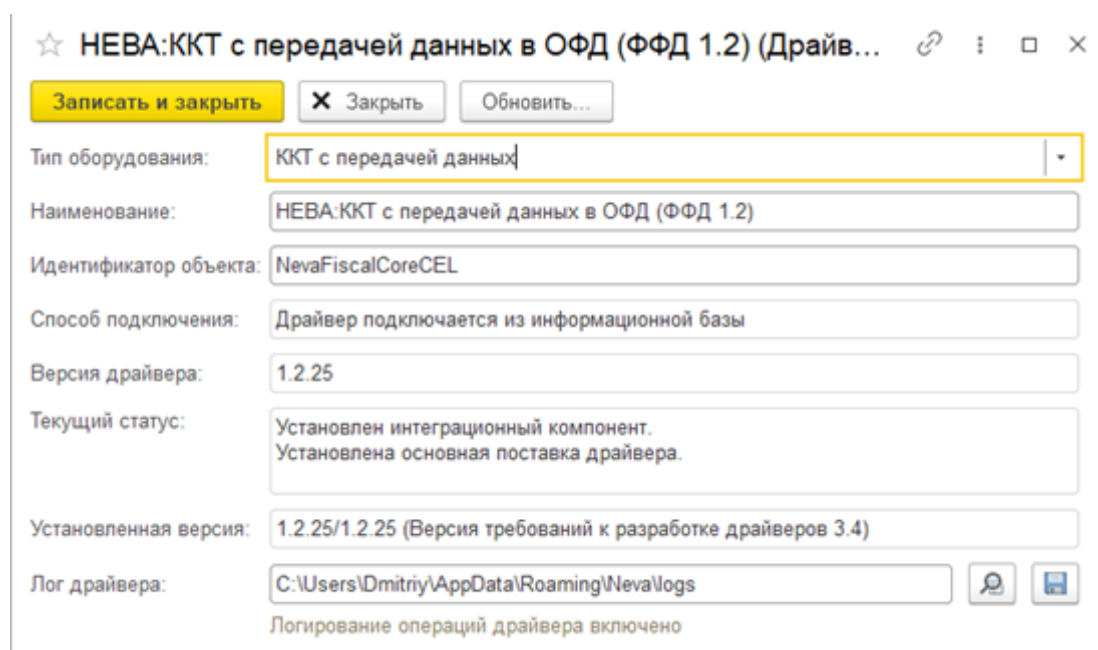 НЕВА:ККТ с передачей данных в ОФД (ФФД 1.2) (Драйв...
Записать и закрыть Закрыть Обновить...
Тип оборудования: ККТ с передачей данных
Наименование: НЕВА:ККТ с передачей данных в ОФД (ФФД 1.2)
Идентификатор объекта: NevaFiscalCoreCEL
Способ подключения: Драйвер подключается из информационной базы
Версия драйвера: 1.2.25
Текущий статус: Установлен интеграционный компонент.
Установлена основная поставка драйвера.
Установленная версия: 1.2.25/1.2.25 (Версия требований к разработке драйверов 3.4)
Лог драйвера: C:\Users\Dmitriy\AppData\Roaming\Neva\logs
Логирование операций драйвера включено